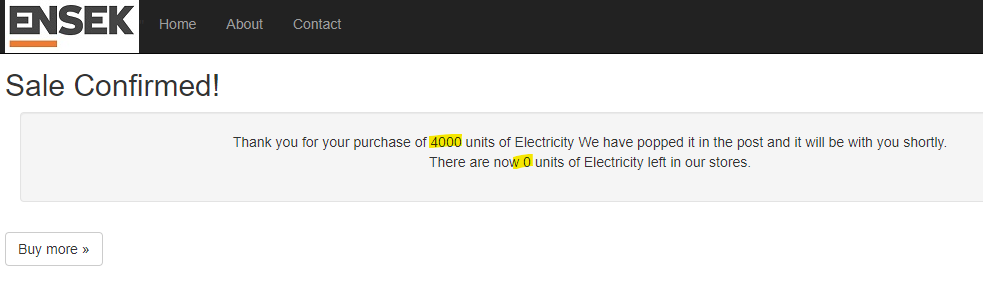 ENSEK Home About Contact
Sale Confirmed!
Thank you for your purchase of 4000 units of Electricity We have popped it in the post and it will be with you shortly.
There are now 0 units of Electricity left in our stores.
Buy more »